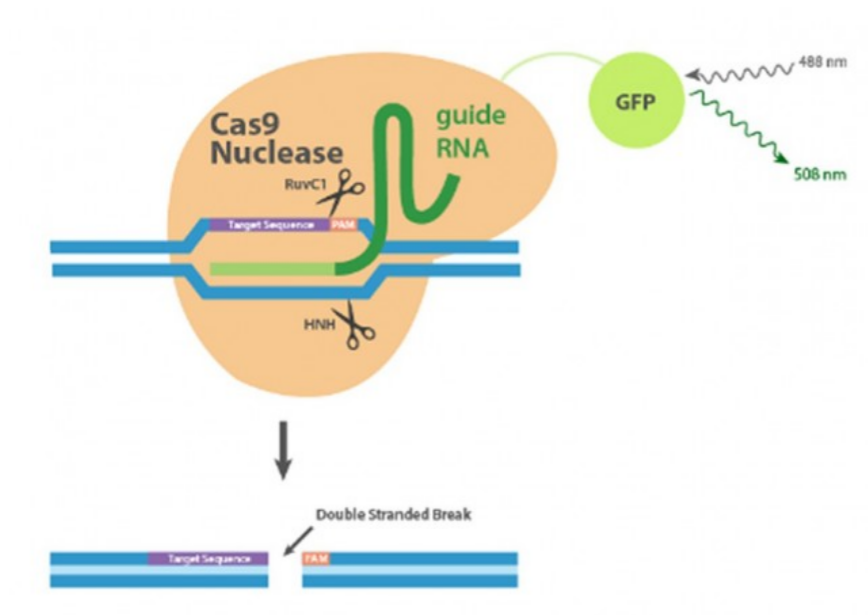 Cas9
Nuclease
guide
RNA
GFP
488 nm
508 nm
RuvC1
Target Sequence
PAM
HNH
Double Stranded Break
Target Sequence
PAM